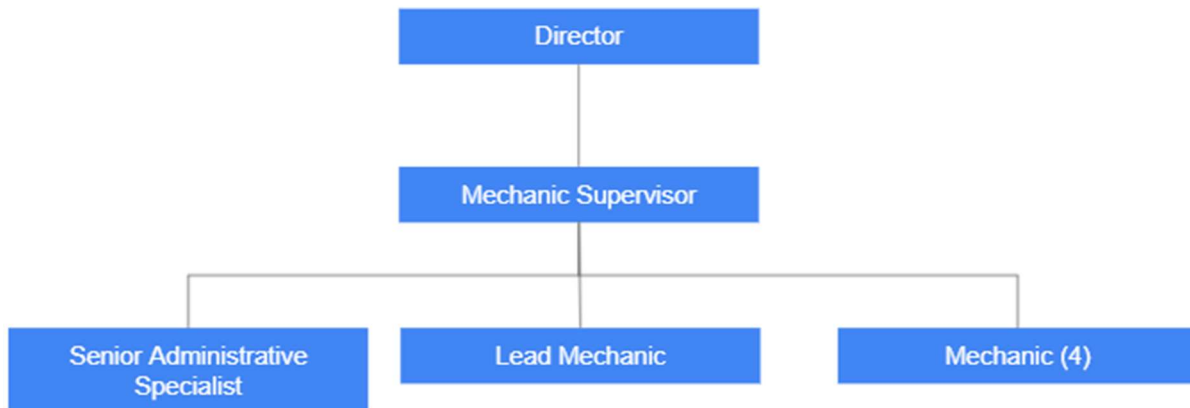 Director
Mechanic Supervisor
Senior Administrative
Specialist
Lead Mechanic
Mechanic (4)